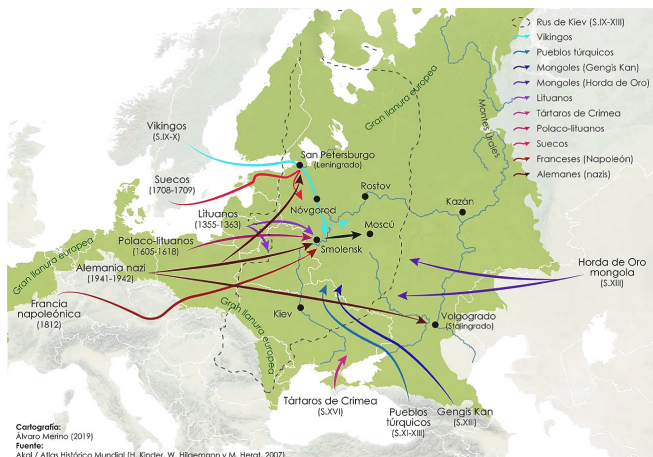 Rus de Kiev (S.IX-XIII)
Vikingos
Pueblos túrquicos
Mongoles (Gengis Kan)
Mongoles (Horda de Oro)
Lituanos
Tártaros de Crimea
Polaco-lituanos
Suecos
Franceses (Napoleón)
Alemanes (nazis)
Gran llanura europea
Montes Urales
Vikingos
(S.IX-X)
San Petersburgo
(Leningrado)
Suecos
(1708-1709)
Rostov
Kazán
Nóvgorod
Lituanos
(1355-1363)
Moscú
Polaco-lituanos
(1605-1618)
Smolensk
Gran llanura europea
Alemania nazi
(1941-1942)
Horda de Oro
mongola
(S.XIII)
Francia
napoleónica
(1812)
Gran llanura europea
Kiev
Volgogrado
(Stalingrado)
Tártaros de Crimea
(S.XVI)
Pueblos
túrquicos
(S.XI-XIII)
Gengis Kan
(S.XIII)
Cartografía:
Álvaro Merino (2019)
Fuente:
Akal / Atlas Histórico Mundial (H. Kinder, W. Hilgemann y M. Hergt, 2007)